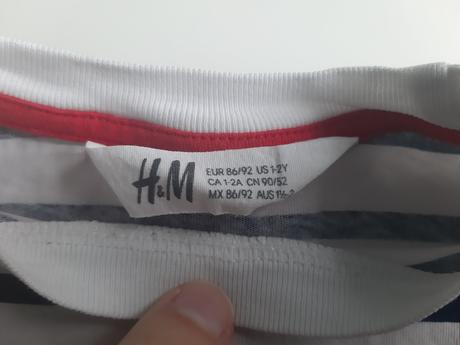 H&M
EUR 86/92 US 1-2Y
CA 1-2A CN 90/52
MX 86/92 AUS 1½-2